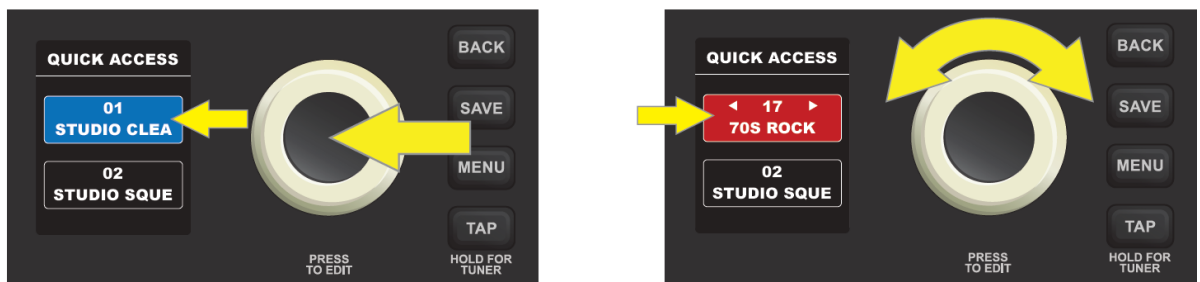 QUICK ACCESS
01
STUDIO CLEA
02
STUDIO SQUE
PRESS
TO EDIT
BACK
SAVE
MENU
TAP
HOLD FOR
TUNER
QUICK ACCESS
◄ 17 ►
70S ROCK
02
STUDIO SQUE
PRESS
TO EDIT
BACK
SAVE
MENU
TAP
HOLD FOR
TUNER